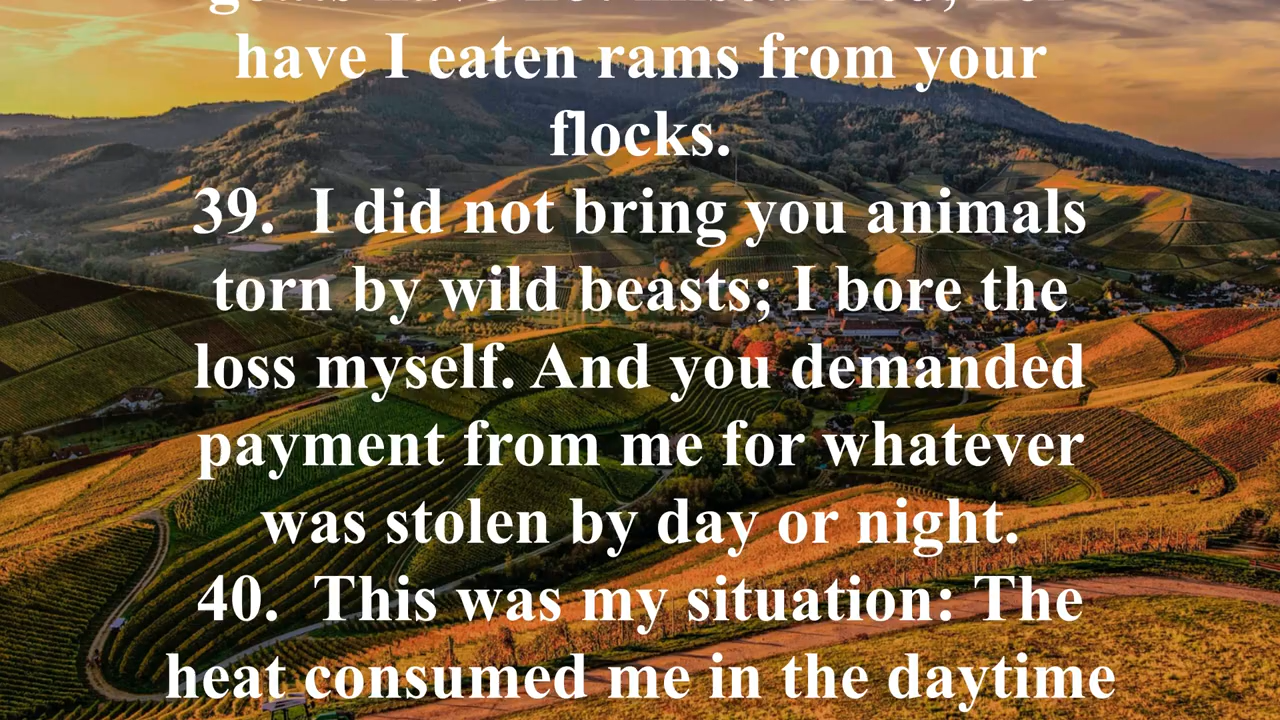 have I eaten rams from your
flocks.
39. I did not bring you animals
torn by wild beasts; I bore the
loss myself. And you demanded
payment from me for whatever
was stolen by day or night.
40. This was my situation: The
heat consumed me in the daytime